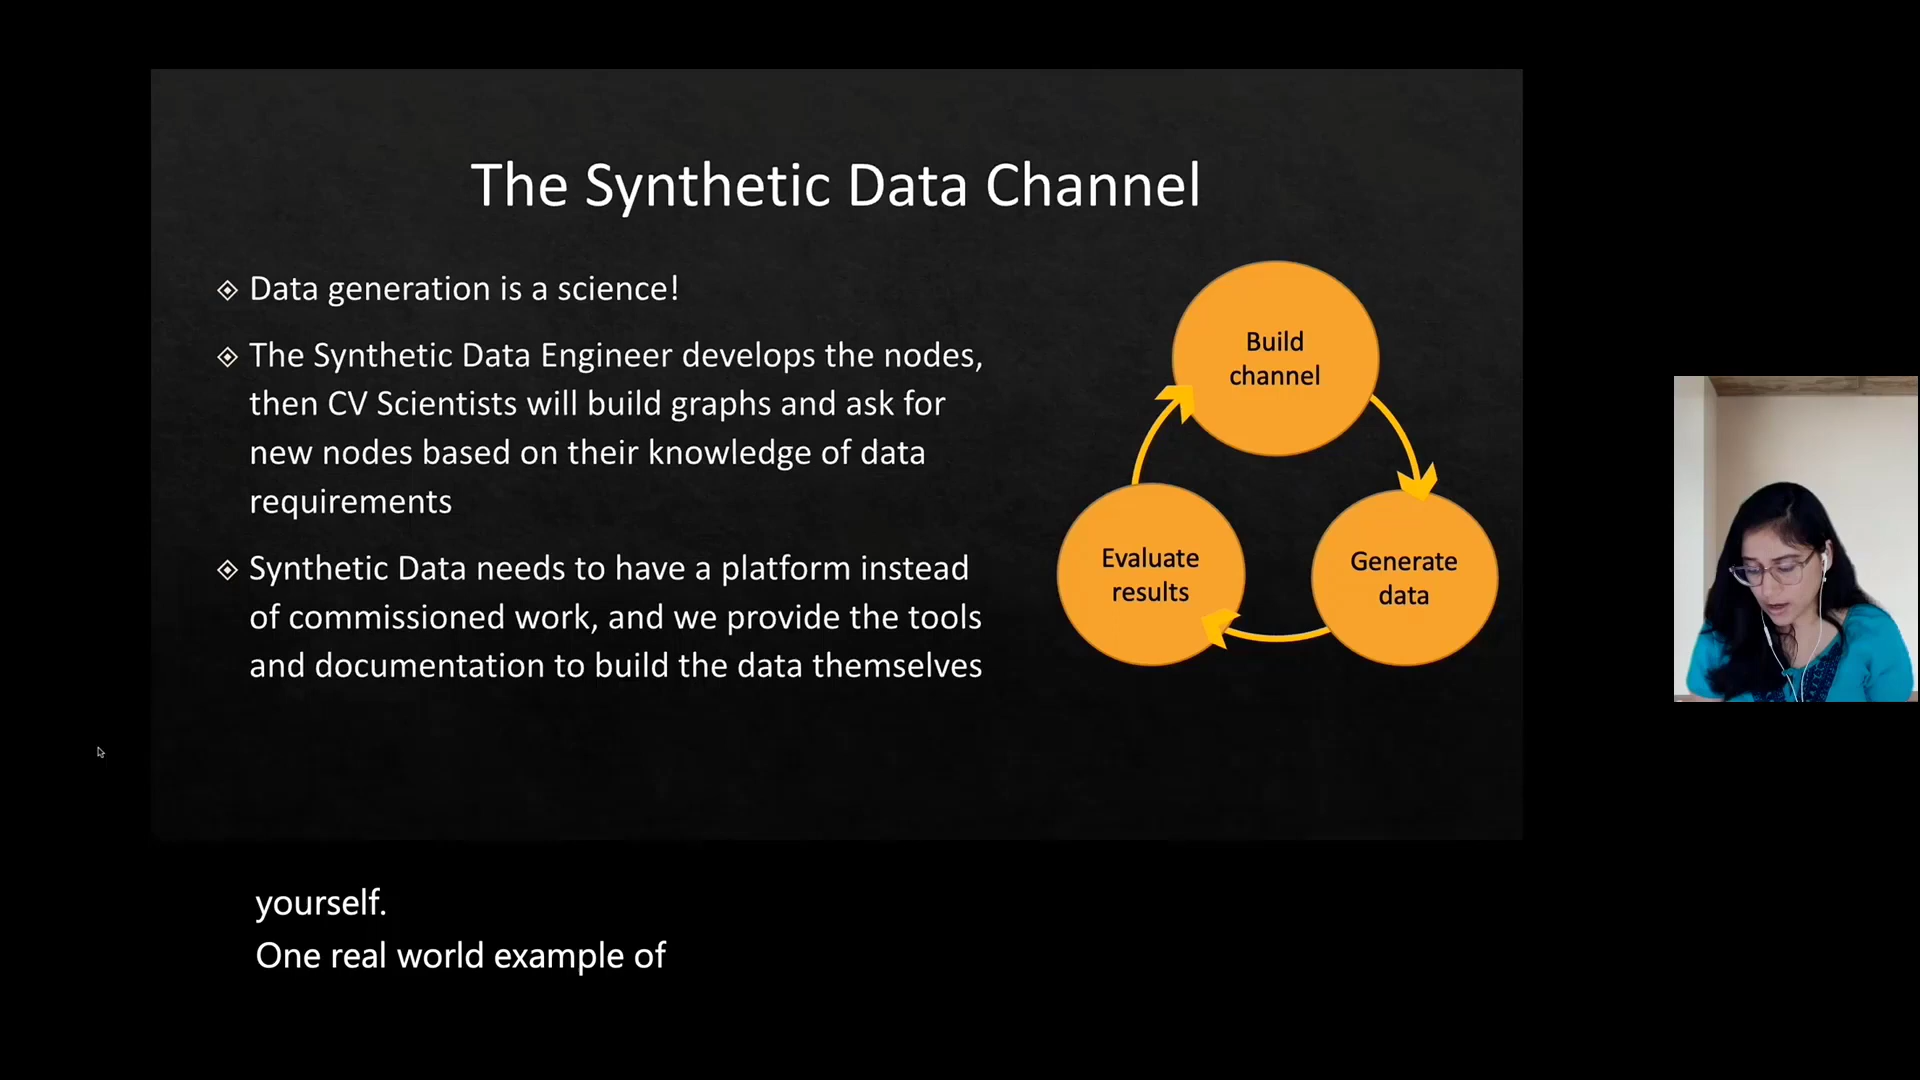 The Synthetic Data Channel
Data generation is a science!
The Synthetic Data Engineer develops the nodes,
then CV Scientists will build graphs and ask for
new nodes based on their knowledge of data
requirements
Synthetic Data needs to have a platform instead
of commissioned work, and we provide the tools
and documentation to build the data themselves
Build
channel
Generate
data
Evaluate
results
yourself.
One real world example of